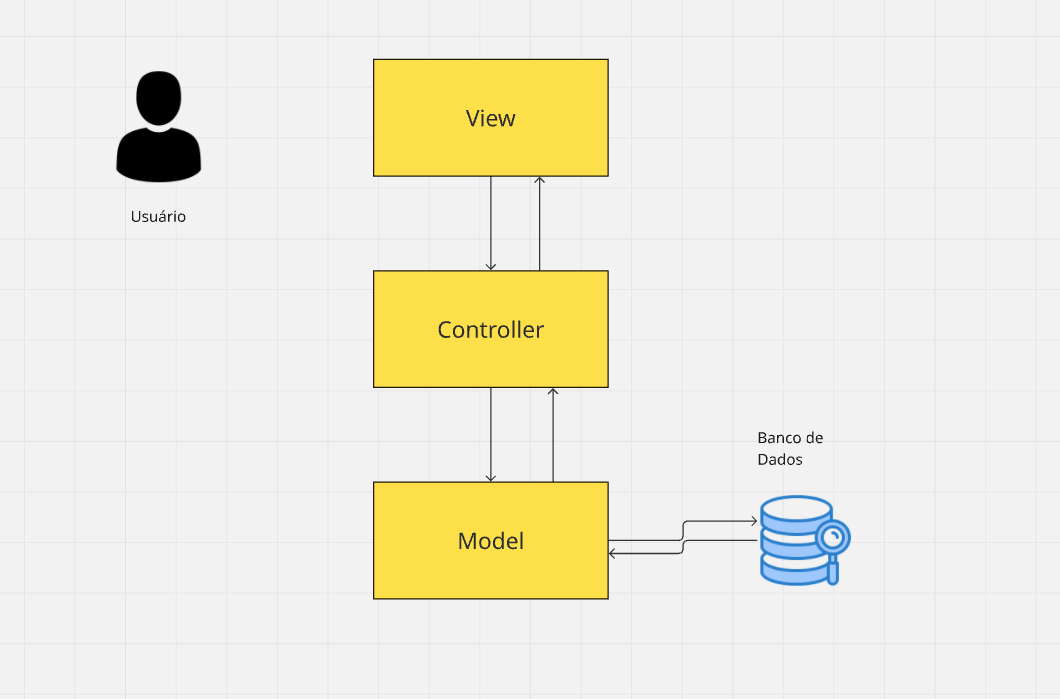 View
Usuário
Controller
Banco de
Dados
Model